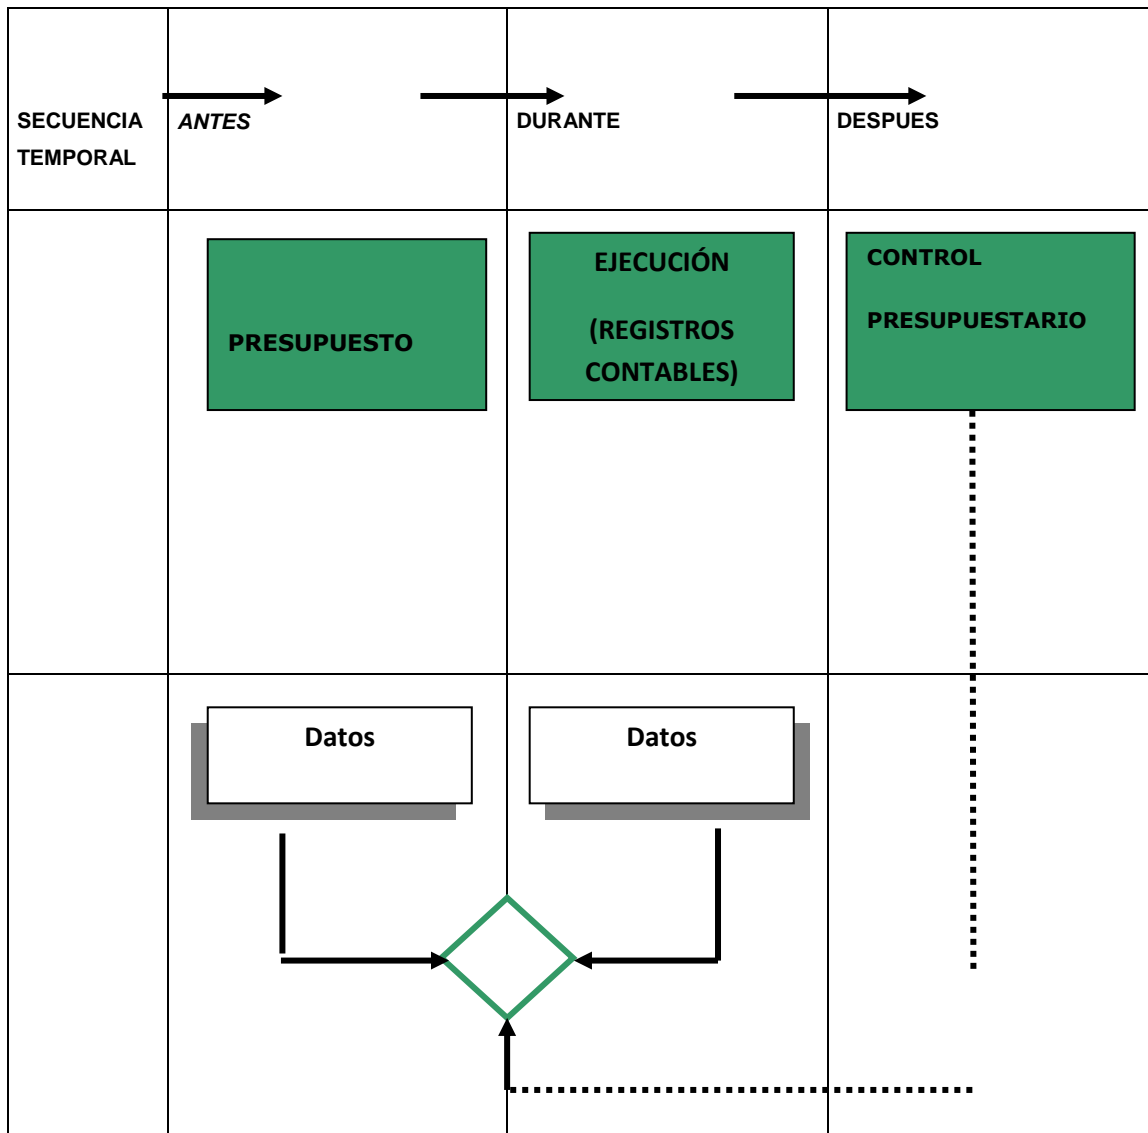 SECUENCIA
TEMPORAL
ANTES
DURANTE
DESPUES
PRESUPUESTO
EJECUCIÓN
(REGISTROS
CONTABLES)
CONTROL
PRESUPUESTARIO
Datos
Datos